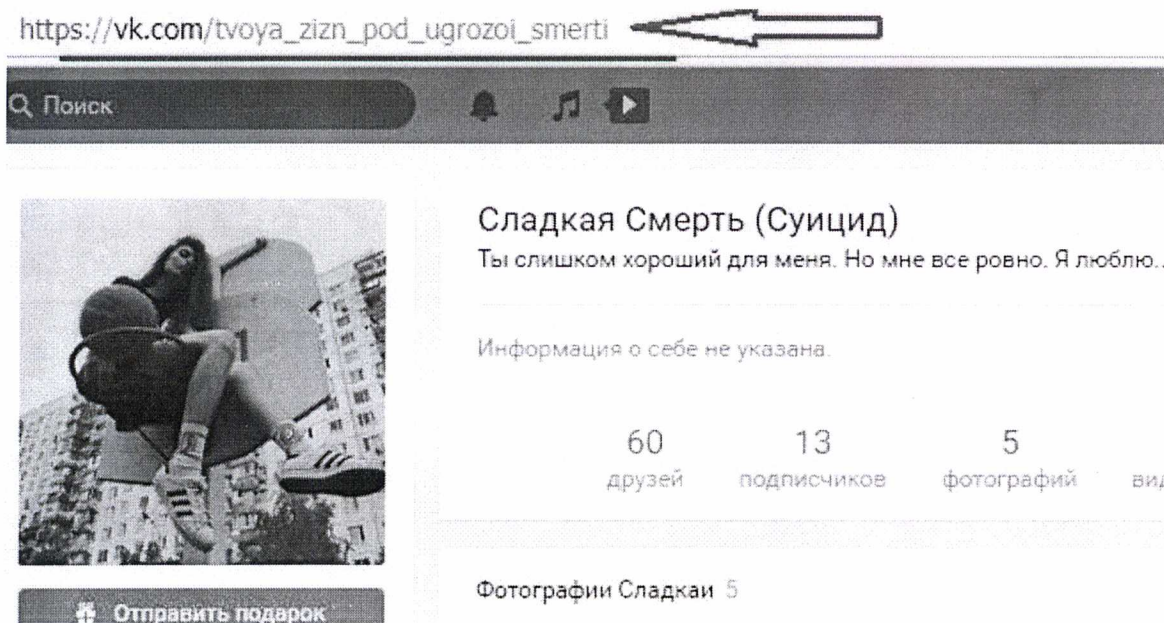 https://vk.com/tvoya_zizn_pod_ugrozoi_smerti
Поиск
Сладкая Смерть (Суицид)
Ты слишком хороший для меня. Но мне все ровно. Я люблю..
Информация о себе не указана.
60 13 5
друзей подписчиков фотографий вид
Фотографии Сладкаи 5
Отправить подарок